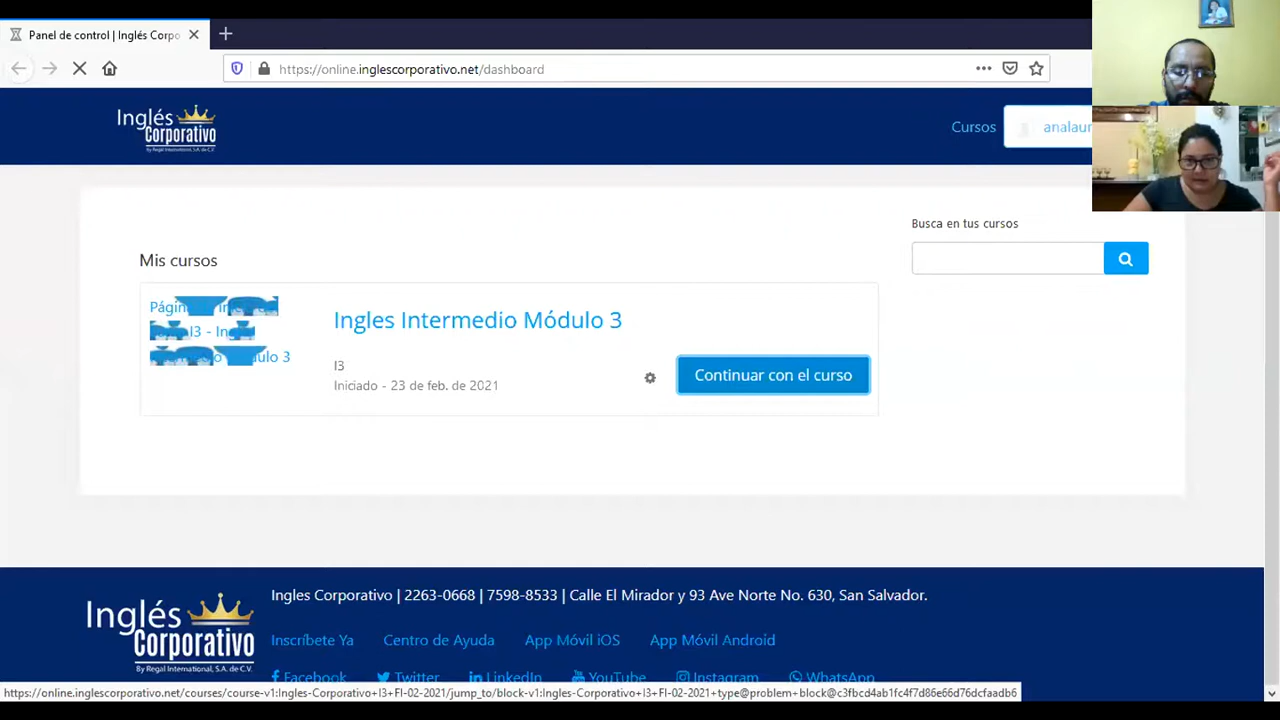 Panel de control | Inglés Corpo
https://online.inglescorporativo.net/dashboard
Inglés
Corporativo
By Regal International, S.A. de C.V.
Cursos
analaur
Busca en tus cursos
Mis cursos
Ingles Intermedio Módulo 3
I3
Iniciado - 23 de feb. de 2021
Continuar con el curso
Inglés
Corporativo
By Regal International, S.A. de C.V.
Ingles Corporativo | 2263-0668 | 7598-8533 | Calle El Mirador y 93 Ave Norte No. 630, San Salvador.
Inscríbete Ya Centro de Ayuda App Móvil iOS App Móvil Android
Facebook Twitter LinkedIn YouTube Instagram WhatsApp
https://online.inglescorporativo.net/courses/course-v1:Ingles-Corporativo+I3+FI-02-2021/jump_to/block-v1:Ingles-Corporativo+I3+FI-02-2021+type@problem+block@c3fbcd4ab1fc4f7d86e66d76dcfaadb6